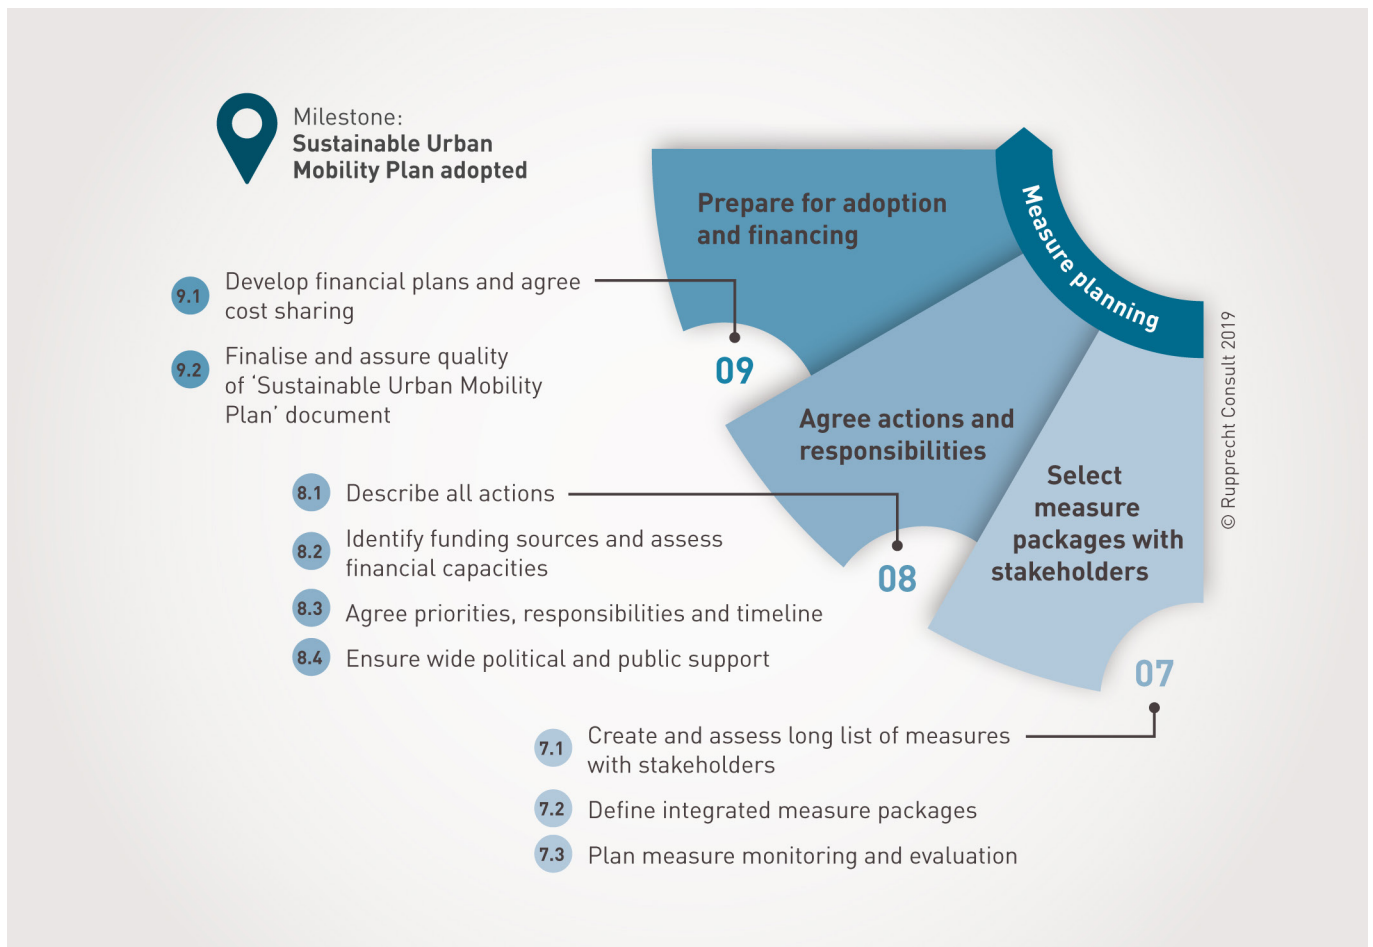 Milestone:
Sustainable Urban
Mobility Plan adopted
Prepare for adoption
and financing
Measure planning
9.1
Develop financial plans and agree
cost sharing
9.2
Finalise and assure quality
of ‘Sustainable Urban Mobility
Plan’ document
09
Agree actions and
responsibilities
8.1
Describe all actions
8.2
Identify funding sources and assess
financial capacities
8.3
Agree priorities, responsibilities and timeline
8.4
Ensure wide political and public support
08
Select
measure
packages with
stakeholders
07
7.1
Create and assess long list of measures
with stakeholders
7.2
Define integrated measure packages
7.3
Plan measure monitoring and evaluation
© Rupprecht Consult 2019